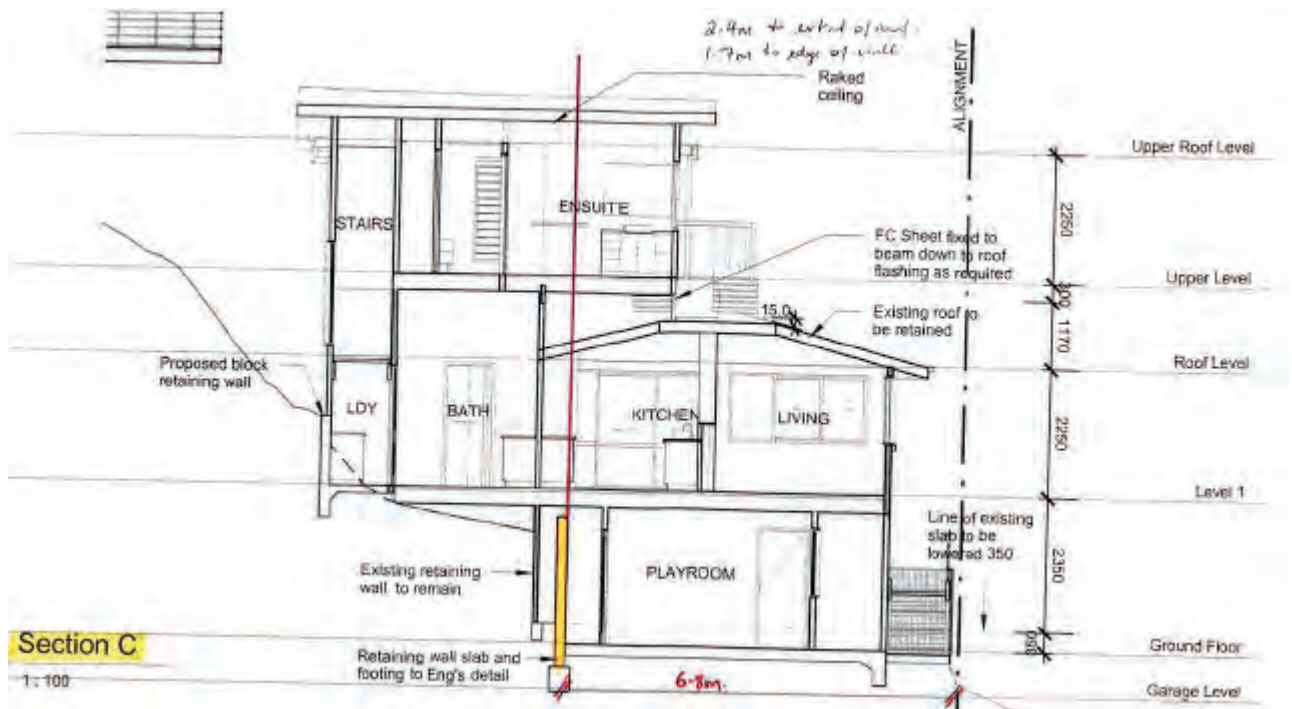 2.4m to extent of roof.
1.7m to edge of wall
Raked
ceiling
ALIGNMENT
Upper Roof Level
STAIRS
ENSUITE
2250
FC Sheet fixed to
beam down to roof
flashing as required
Upper Level
300
15.0
Existing roof to
be retained
1170
Proposed block
retaining wall
Roof Level
LDY
BATH
KITCHEN
LIVING
2250
Level 1
Line of existing
slab to be
lowered 350
Existing retaining
wall to remain
PLAYROOM
2350
Section C
1 : 100
Retaining wall slab and
footing to Eng's detail
6.8m.
350
Ground Floor
Garage Level